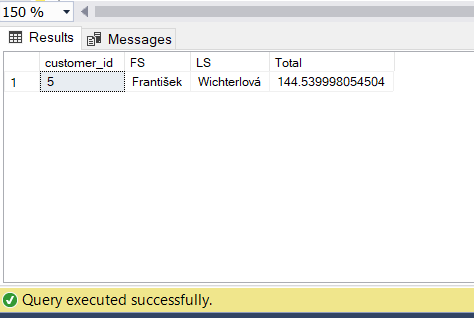 150 %
Results Messages
customer_id FS LS Total
1 5 František Wichterlová 144.539998054504
Query executed successfully.